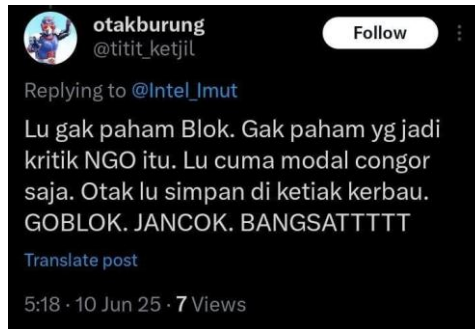 otakburung
@titit_ketjil
Follow
Replying to @Intel_Imut
Lu gak paham Blok. Gak paham yg jadi
kritik NGO itu. Lu cuma modal congor
saja. Otak lu simpan di ketiak kerbau.
GOBLOK. JANCOK. BANGSATTTTT
Translate post
5:18 · 10 Jun 25 · 7 Views